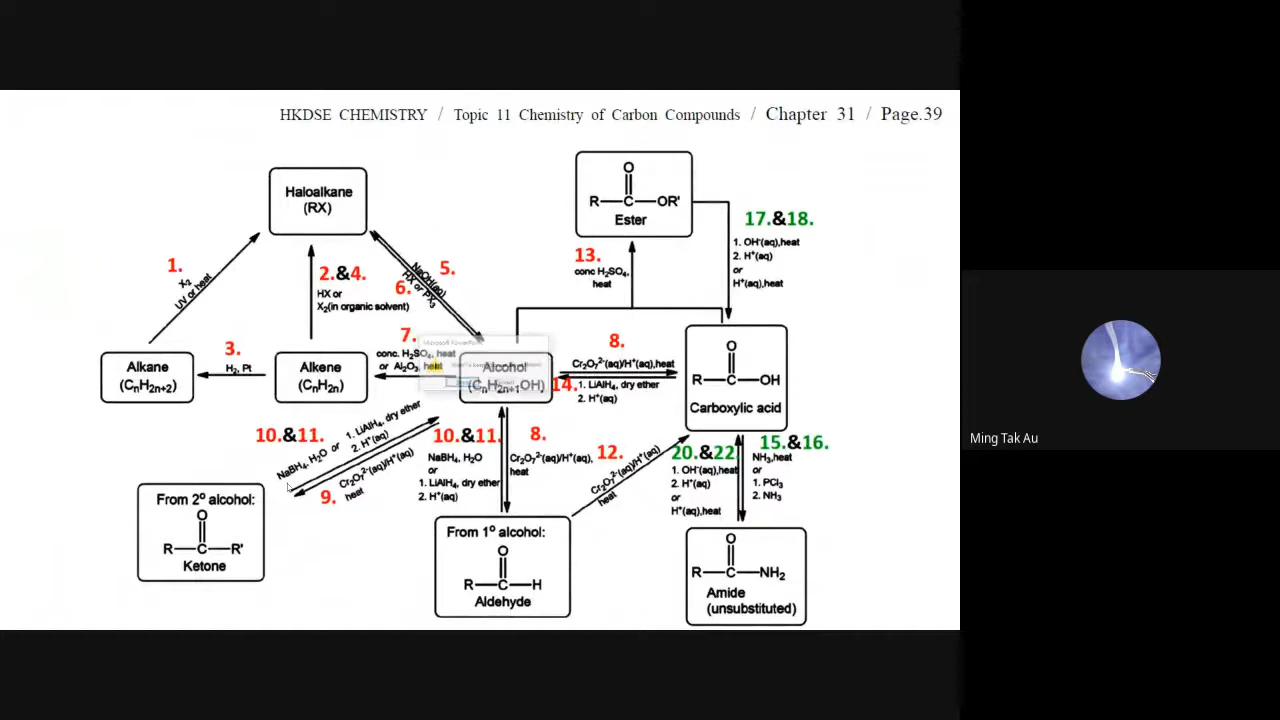 HKDSE CHEMISTRY / Topic 11 Chemistry of Carbon Compounds / Chapter 31 / Page.39
Haloalkane
(RX)
O
R—C—OR'
Ester
17.&18.
1. OH⁻(aq),heat
2. H⁺(aq)
or
H⁺(aq),heat
13.
conc H₂SO₄,
heat
1.
X₂
UV or heat
2.&4.
HX or
X₂(in organic solvent)
5.
NaOH(aq)
6.
HX or PX₃
3.
H₂, Pt
7.
conc. H₂SO₄, heat
or Al₂O₃, heat
Microsoft PowerPoint
Alkane
(CₙH₂ₙ₊₂)
Alkene
(CₙH₂ₙ)
Alcohol
(CₙH₂ₙ₊₁OH)
8.
Cr₂O₇²⁻(aq)/H⁺(aq),heat
14.
1. LiAlH₄, dry ether
2. H⁺(aq)
O
R—C—OH
Carboxylic acid
10.&11.
NaBH₄, H₂O or 1. LiAlH₄, dry ether
2. H⁺(aq)
9.
Cr₂O₇²⁻(aq)/H⁺(aq)
heat
10.&11.
NaBH₄, H₂O
or
1. LiAlH₄, dry ether
2. H⁺(aq)
8.
Cr₂O₇²⁻(aq)/H⁺(aq),
heat
12.
Cr₂O₇²⁻(aq)/H⁺(aq)
heat
20.&22
1. OH⁻(aq),heat
2. H⁺(aq)
or
H⁺(aq),heat
15.&16.
NH₃,heat
or
1. PCl₃
2. NH₃
From 2º alcohol:
O
R—C—R'
Ketone
From 1º alcohol:
O
R—C—H
Aldehyde
O
R—C—NH₂
Amide
(unsubstituted)
Ming Tak Au